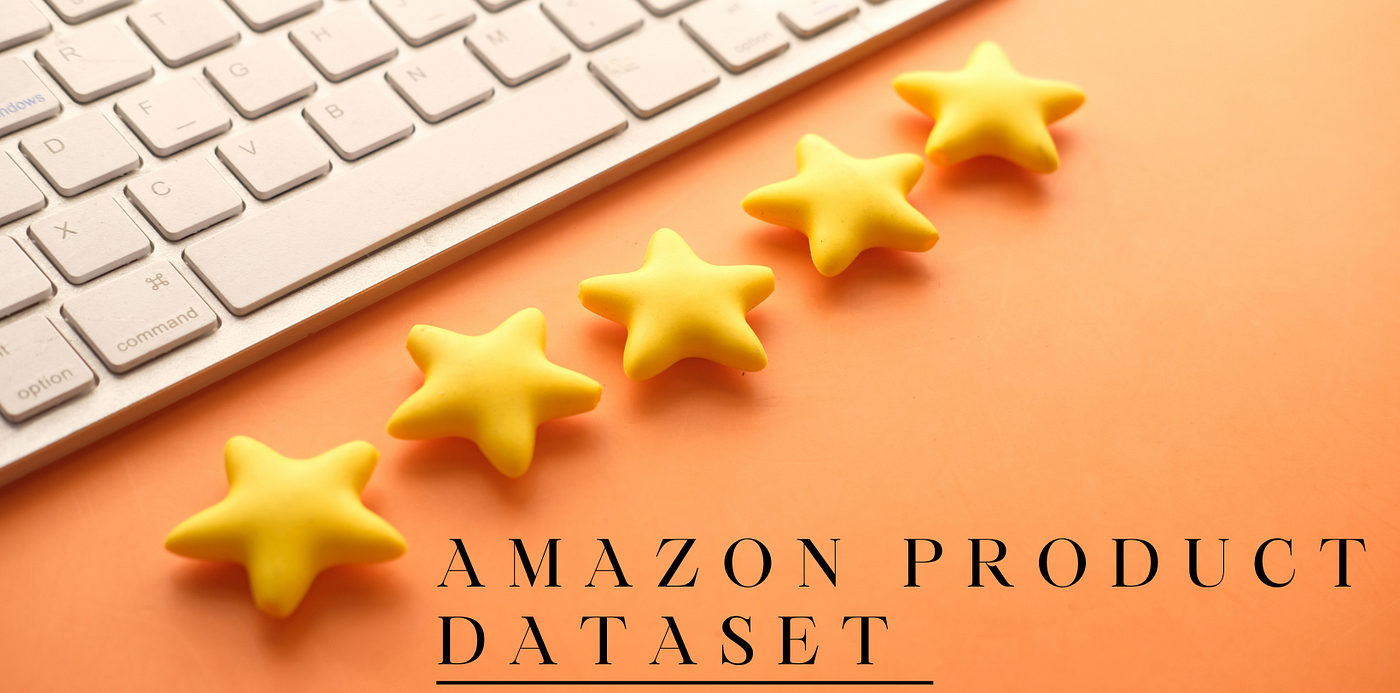 T
R
H
M
G
N
option
ndows
F
B
D
V
C
X
⌘
command
option
AMAZON PRODUCT
DATASET